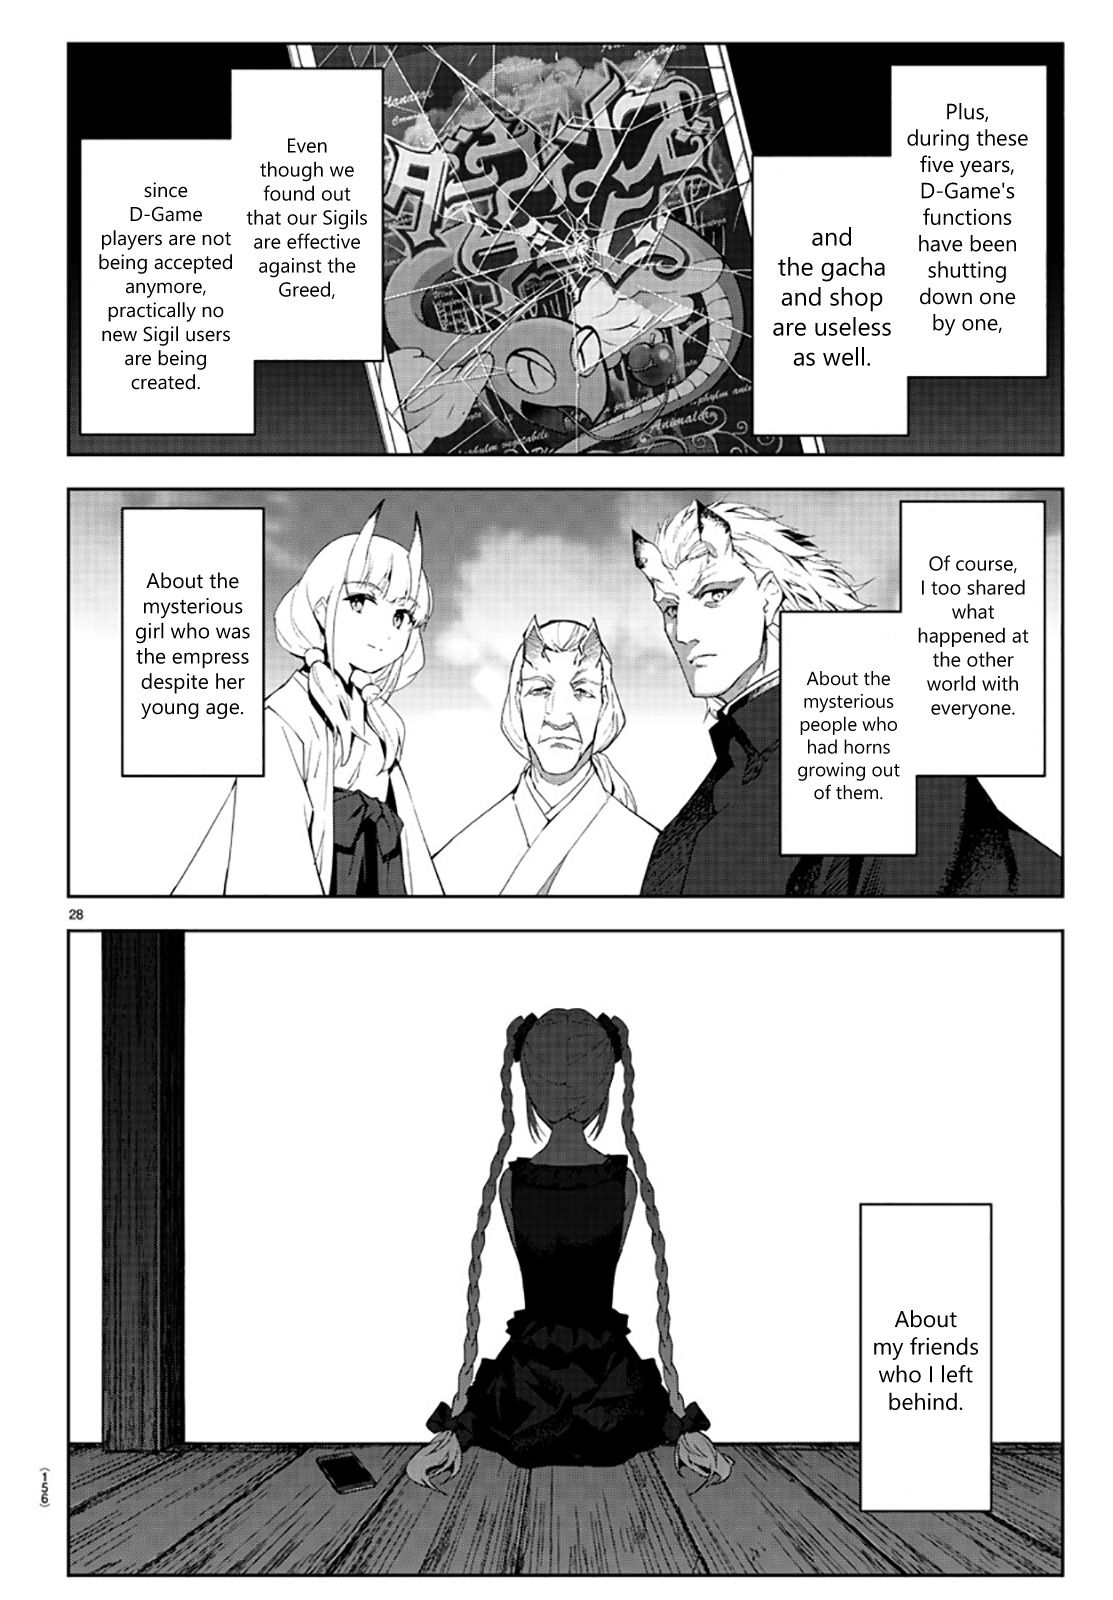 Plus,
during these
five years,
D-Game's
functions
have been
shutting
down one
by one,
and
the gacha
and shop
are useless
as well.
Even
though we
found out
that our Sigils
are effective
against the
Greed,
since
D-Game
players are not
being accepted
anymore,
practically no
new Sigil users
are being
created.
Of course,
I too shared
what
happened at
the other
world with
everyone.
About the
mysterious
people who
had horns
growing out
of them.
About the
mysterious
girl who was
the empress
despite her
young age.
28
About
my friends
who I left
behind.
(156)